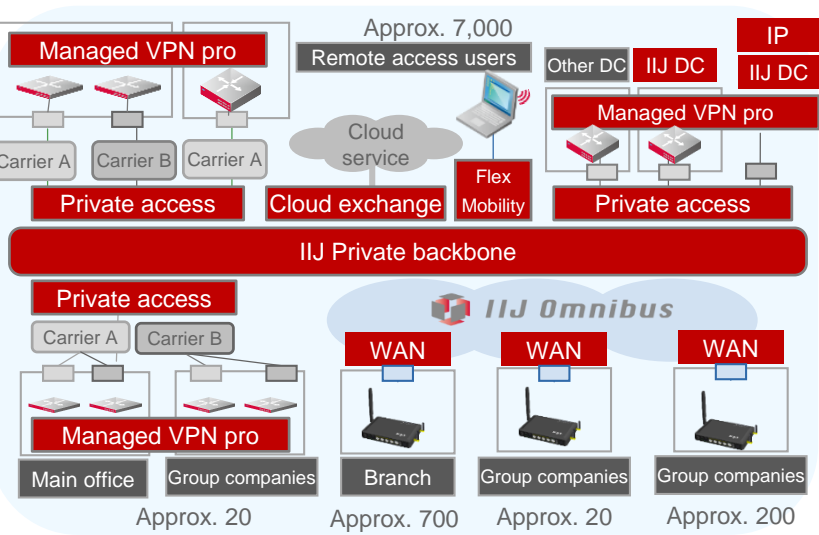 Approx. 7,000
Managed VPN pro
Remote access users
Other DC
IIJ DC
IP
IIJ DC
Managed VPN pro
Cloud
service
Carrier A
Carrier B
Carrier A
Flex
Mobility
Private access
Cloud exchange
Private access
IIJ Private backbone
Private access
IIJ Omnibus
Carrier A
Carrier B
WAN
WAN
WAN
Managed VPN pro
Main office
Group companies
Branch
Group companies
Group companies
Approx. 20
Approx. 700
Approx. 20
Approx. 200